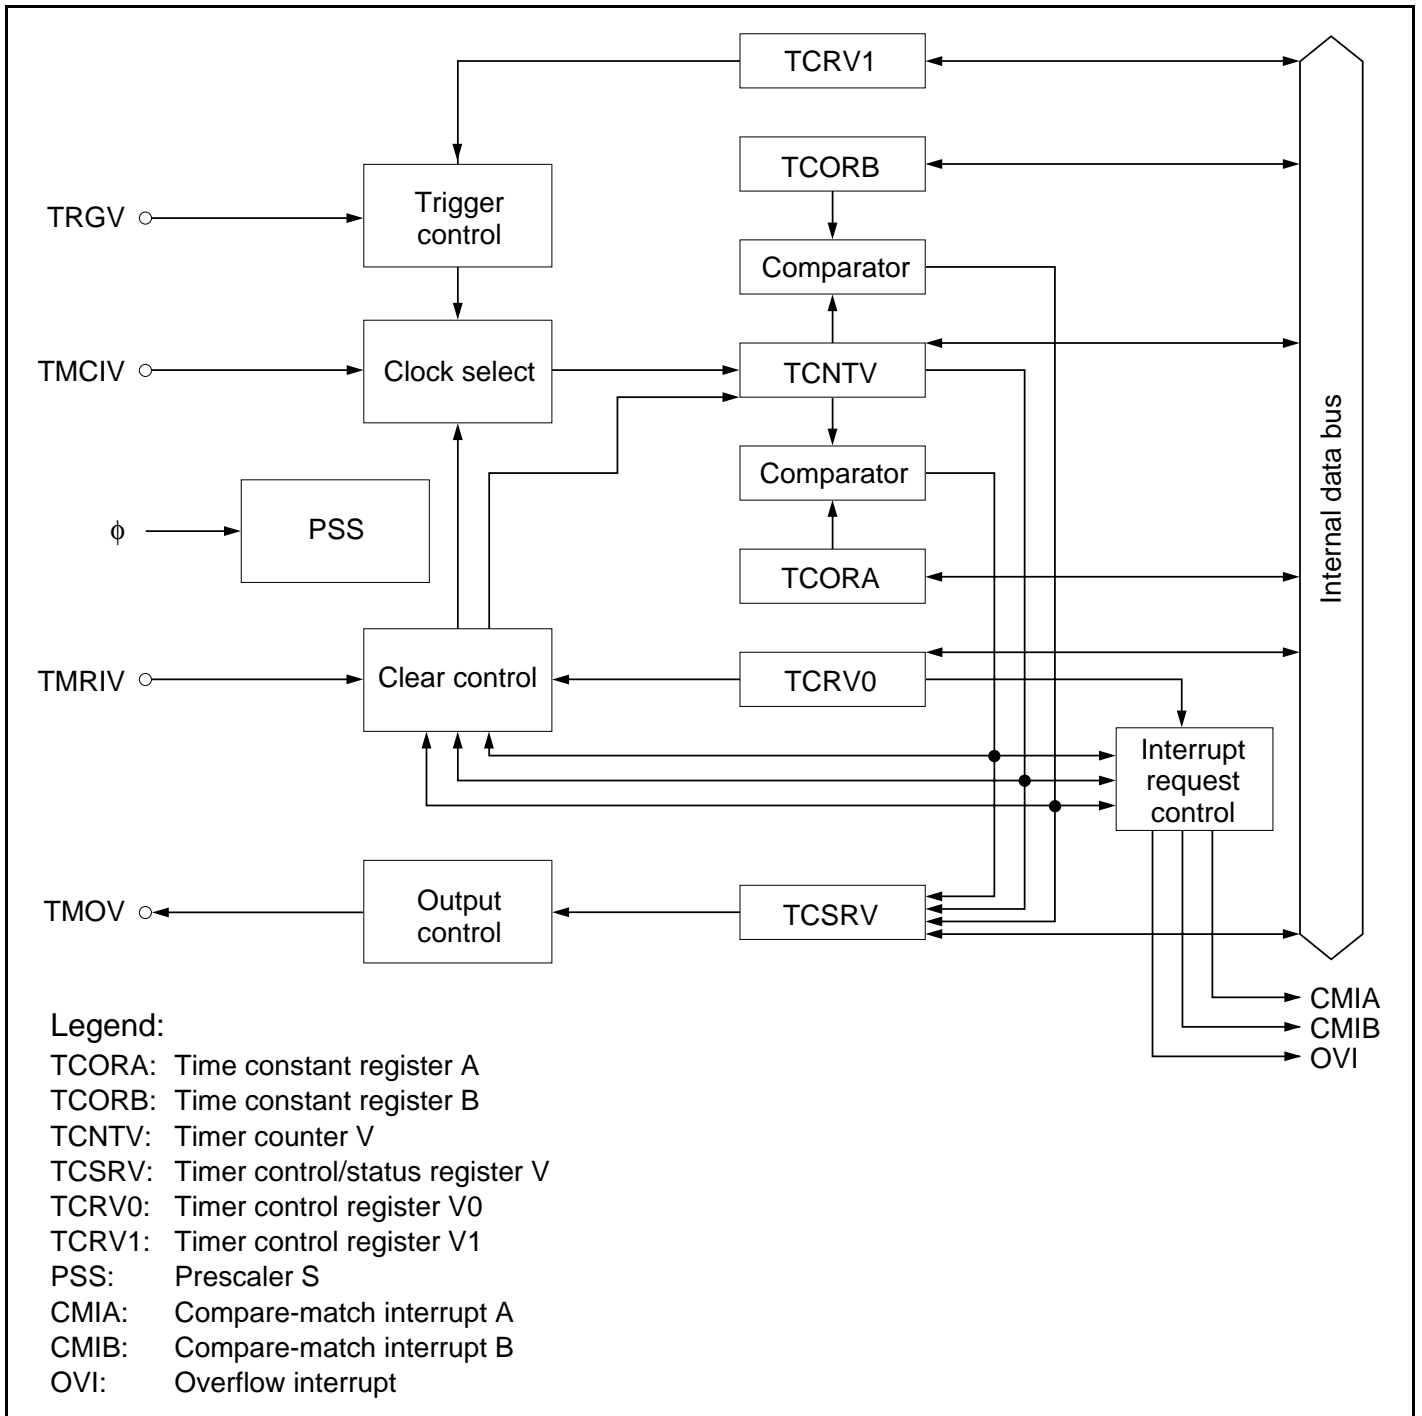 TCRV1
TCORB
TRGV
Trigger
control
Comparator
TMCIV
Clock select
TCNTV
Comparator
Internal data bus
ϕ
PSS
TCORA
TMRIV
Clear control
TCRV0
Interrupt
request
control
TMOV
Output
control
TCSRV
CMIA
CMIB
OVI
Legend:
TCORA: Time constant register A
TCORB: Time constant register B
TCNTV: Timer counter V
TCSRV: Timer control/status register V
TCRV0: Timer control register V0
TCRV1: Timer control register V1
PSS: Prescaler S
CMIA: Compare-match interrupt A
CMIB: Compare-match interrupt B
OVI: Overflow interrupt